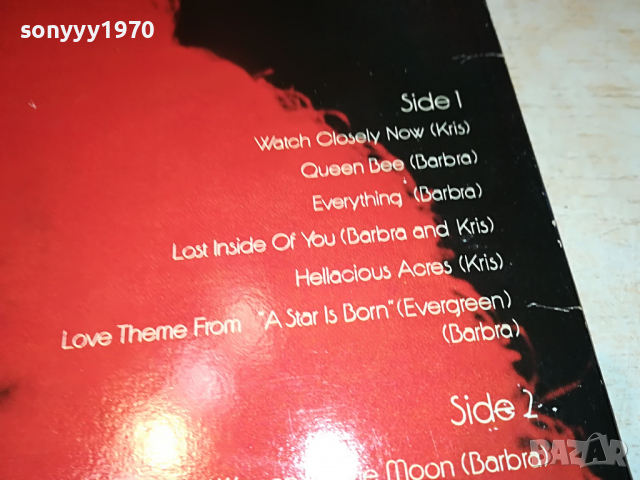 sonyyy1970
Side 1
Watch Closely Now (Kris)
Queen Bee (Barbra)
Everything (Barbra)
Lost Inside Of You (Barbra and Kris)
Hellacious Acres (Kris)
Love Theme From "A Star Is Born" (Evergreen)
(Barbra)
Side 2
Moon (Barbra)
BAZAR